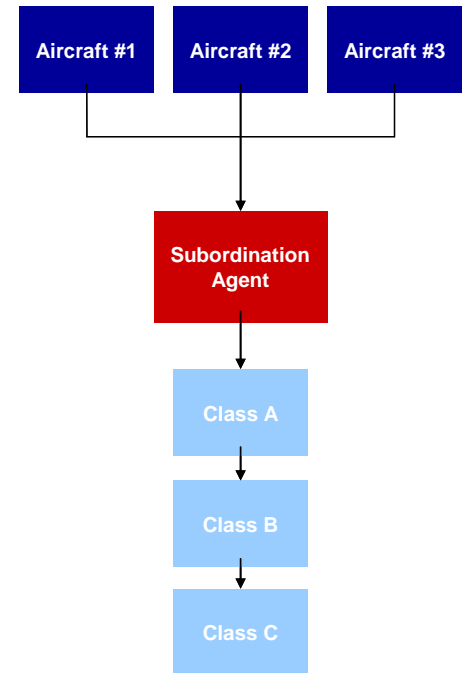 Aircraft #1
Aircraft #2
Aircraft #3
Subordination
Agent
Class A
Class B
Class C